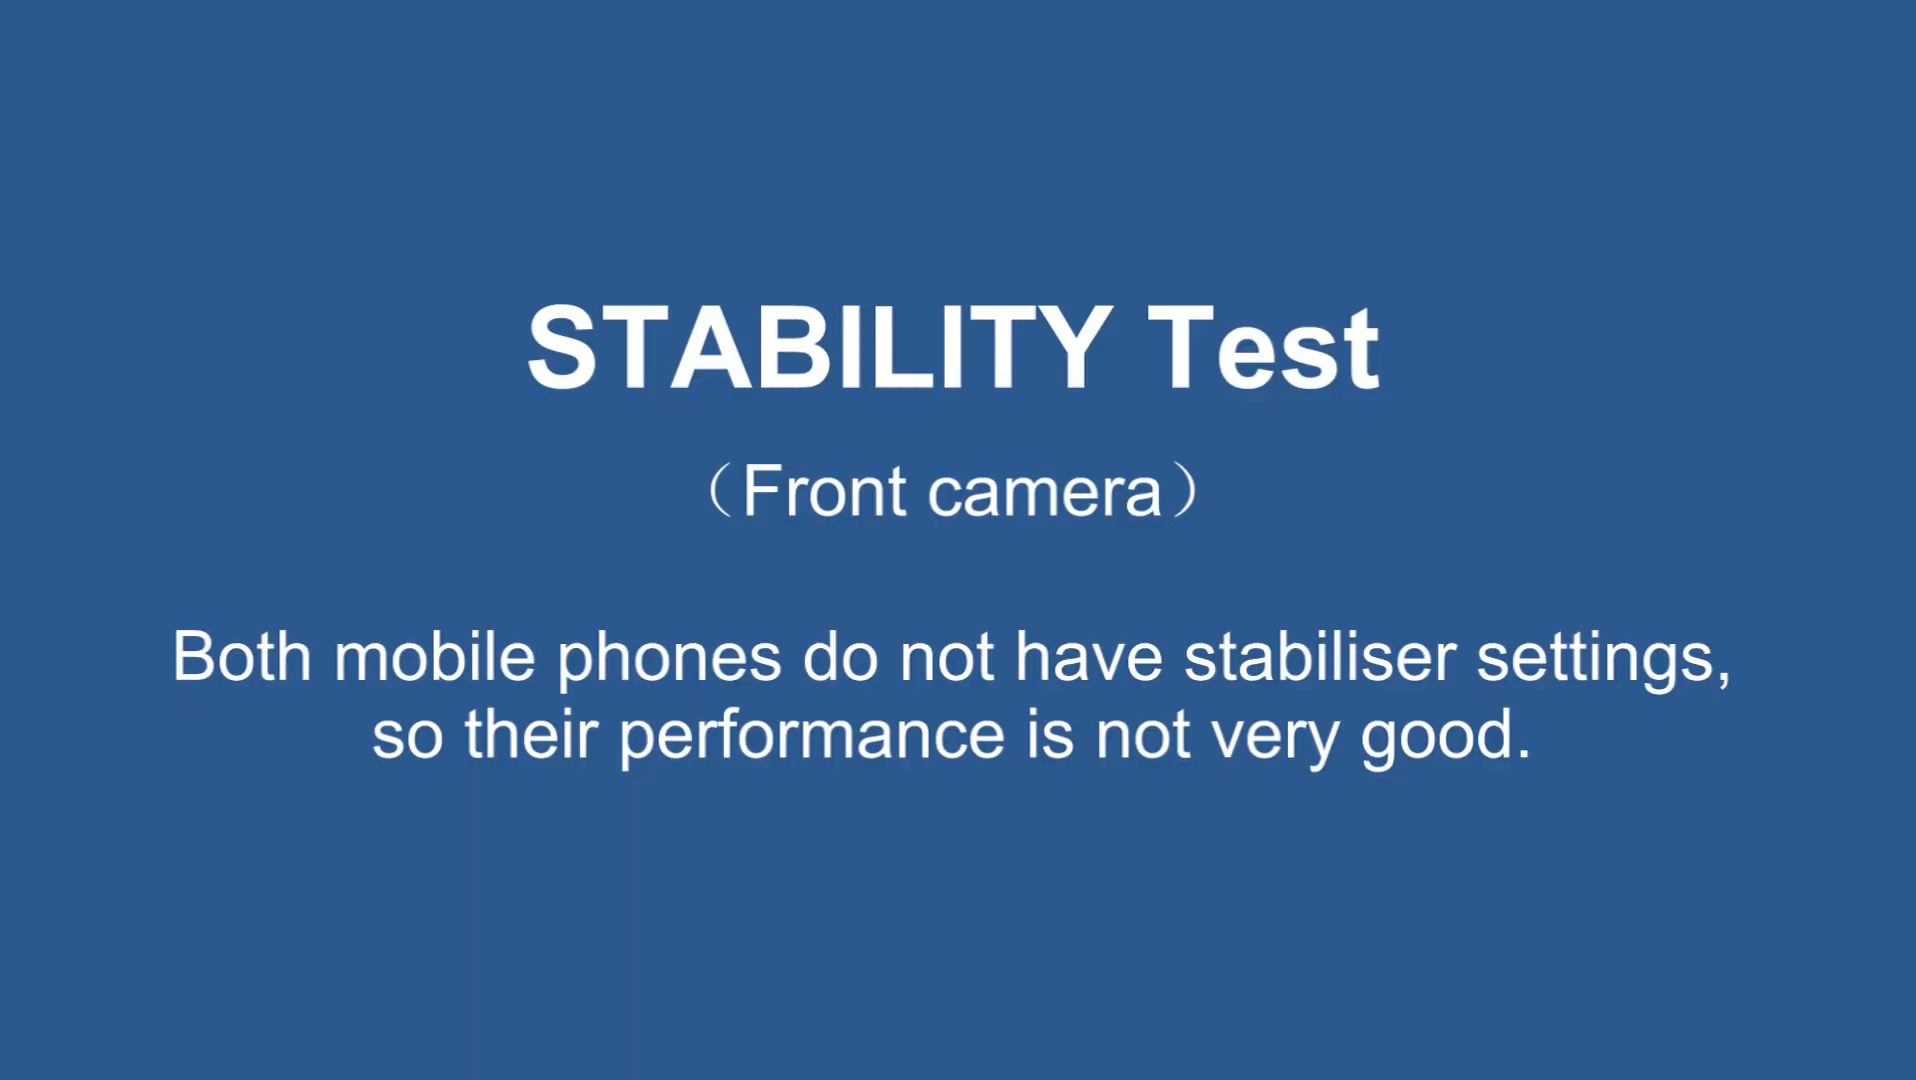 STABILITY Test
（Front camera）
Both mobile phones do not have stabiliser settings,
so their performance is not very good.